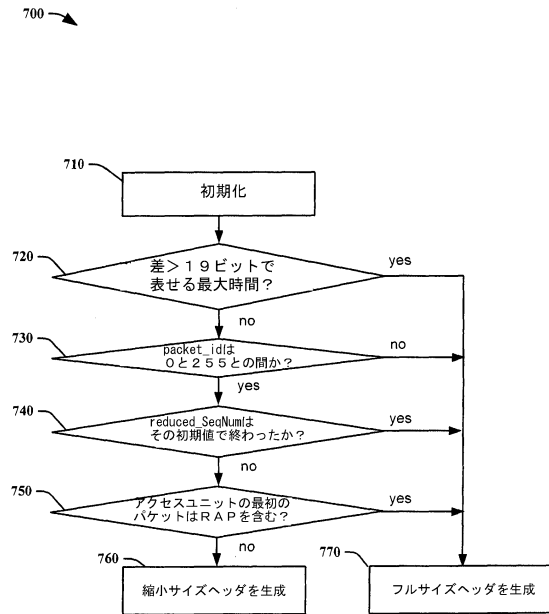 700
710
初期化
720
差＞１９ビットで
表せる最大時間？
yes
no
730
packet_idは
０と２５５との間か？
no
yes
740
reduced_SeqNumは
その初期値で終わったか？
yes
no
750
アクセスユニットの最初の
パケットはＲＡＰを含む？
yes
no
760
縮小サイズヘッダを生成
770
フルサイズヘッダを生成